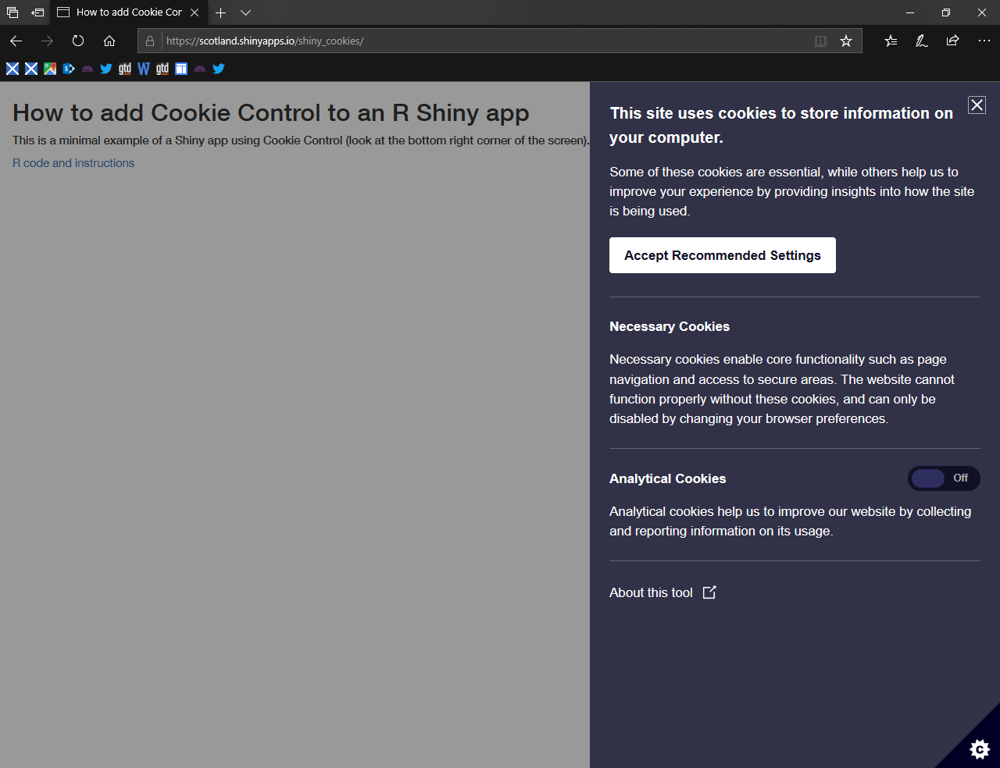 How to add Cookie Cor
https://scotland.shinyapps.io/shiny_cookies/
gtd
W
gtd
How to add Cookie Control to an R Shiny app
This is a minimal example of a Shiny app using Cookie Control (look at the bottom right corner of the screen).
R code and instructions
This site uses cookies to store information on
your computer.
Some of these cookies are essential, while others help us to
improve your experience by providing insights into how the site
is being used.
Accept Recommended Settings
Necessary Cookies
Necessary cookies enable core functionality such as page
navigation and access to secure areas. The website cannot
function properly without these cookies, and can only be
disabled by changing your browser preferences.
Analytical Cookies
Off
Analytical cookies help us to improve our website by collecting
and reporting information on its usage.
About this tool
C